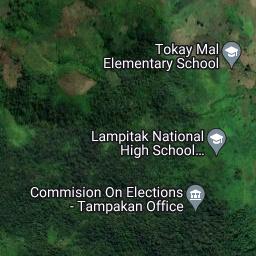 Tokay Mal
Elementary School
Lampitak National
High School...
Commision On Elections
- Tampakan Office